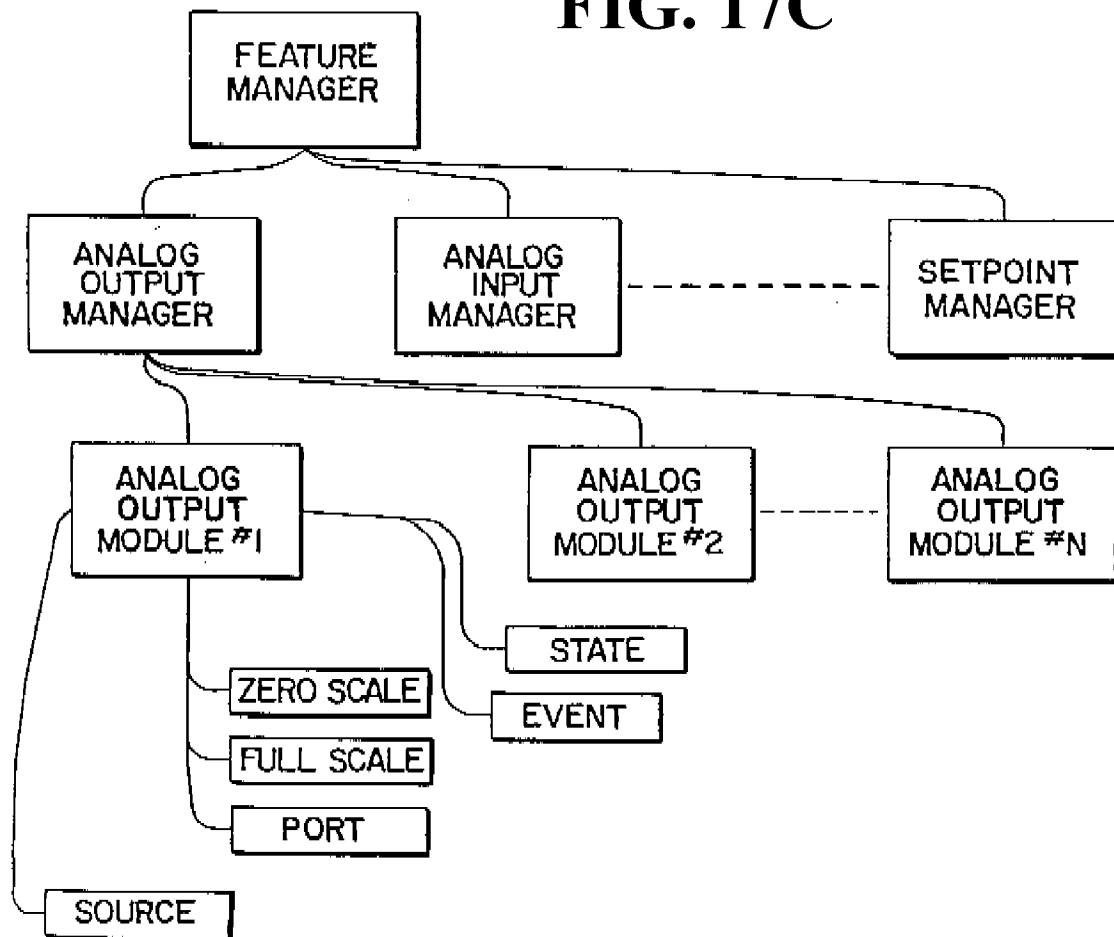 FIG. 17C
FEATURE
MANAGER
ANALOG
OUTPUT
MANAGER
ANALOG
INPUT
MANAGER
SETPOINT
MANAGER
ANALOG
OUTPUT
MODULE #1
ANALOG
OUTPUT
MODULE #2
ANALOG
OUTPUT
MODULE #N
STATE
ZERO SCALE
EVENT
FULL SCALE
PORT
SOURCE